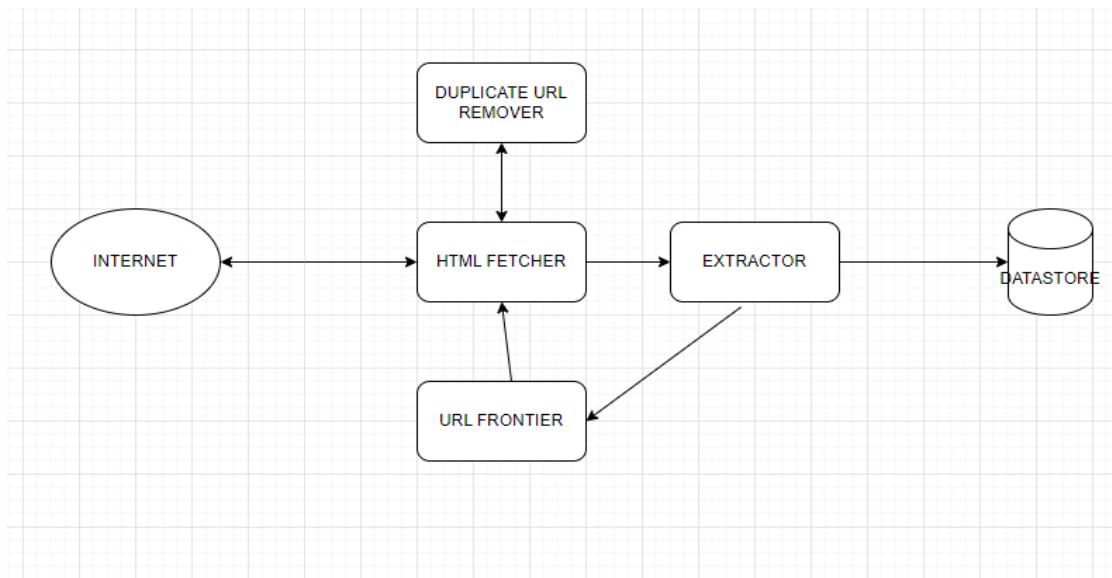 DUPLICATE URL
REMOVER
INTERNET
HTML FETCHER
EXTRACTOR
DATASTORE
URL FRONTIER